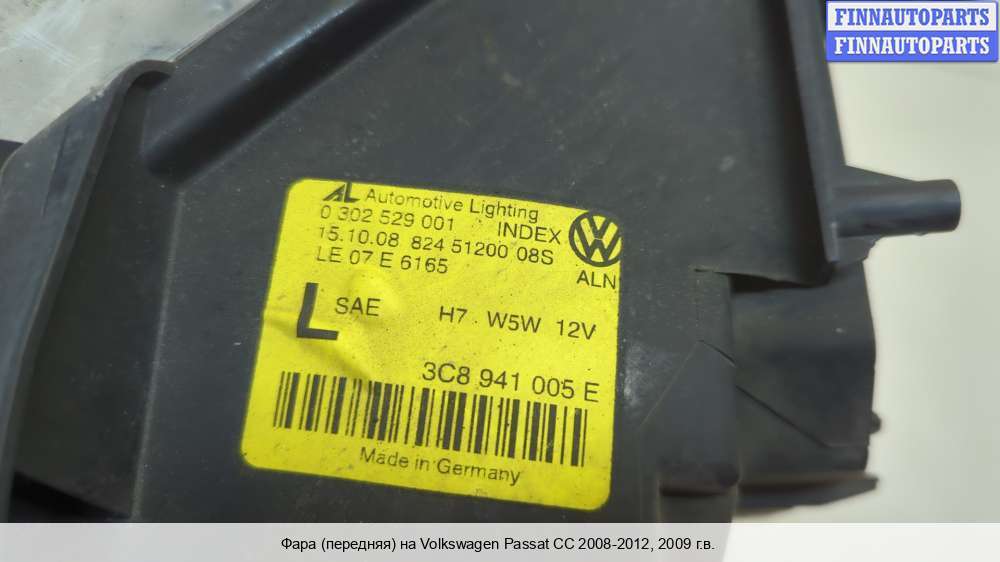 FINNAUTOPARTS
FINNAUTOPARTS
AL Automotive Lighting
0 302 529 001 INDEX
15.10.08 824 51200 08S
LE 07 E 6165
ALN
L SAE H7 W5W 12V
3C8 941 005 E
Made in Germany
Фара (передняя) на Volkswagen Passat CC 2008-2012, 2009 г.в.